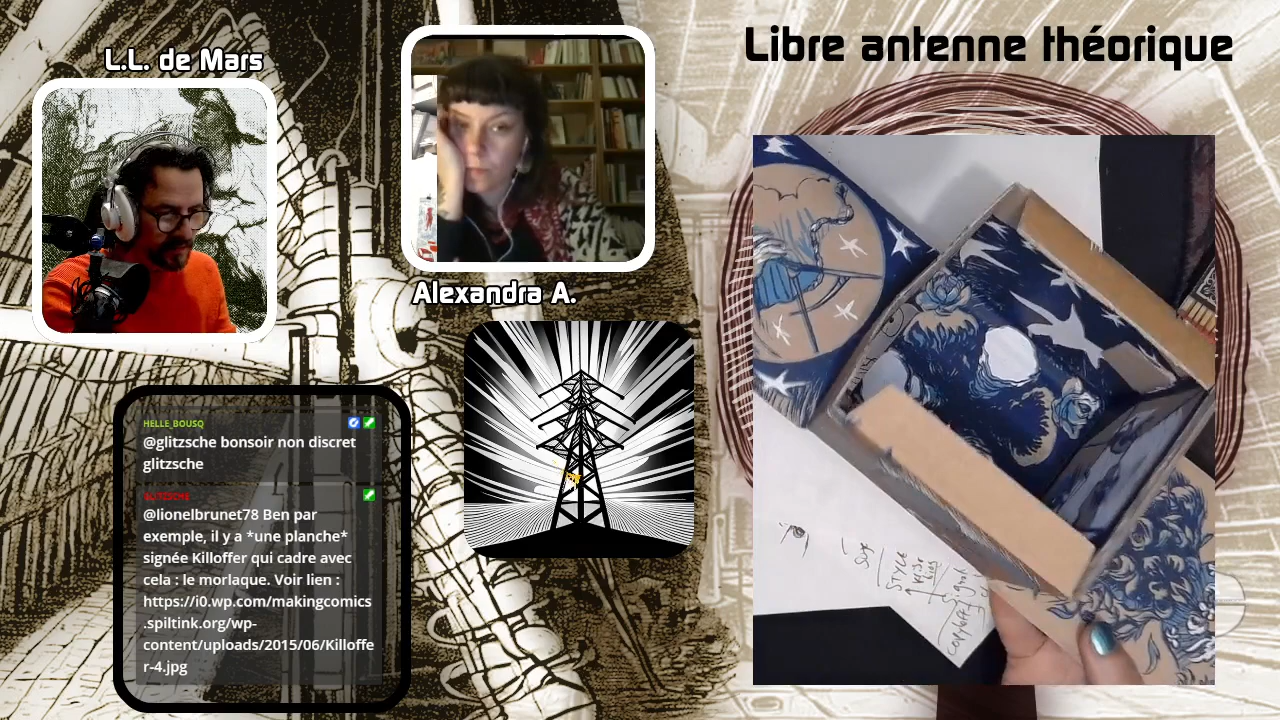 L.L. de Mars
Libre antenne théorique
Alexandra A.
HELLE_BOUSQ
@glitzsche bonsoir non discret
glitzsche
GLITZSCHE
@lionelbrunet78 Ben par
exemple, il y a *une planche*
signée Killoffer qui cadre avec
cela : le morlaque. Voir lien :
https://i0.wp.com/makingcomics
.spiltink.org/wp-
content/uploads/2015/06/Killoffe
r-4.jpg
STYLE